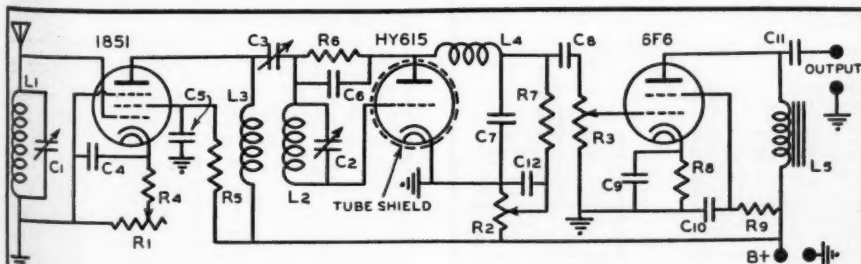 1851
C3
R6
HY615
L4
C8
6F6
C11
OUTPUT
L1
C5
L3
C6
R7
C1
C4
C2
C7
R3
R4
R5
L2
TUBE SHIELD
C12
R8
C9
L5
R1
R2
C10
R9
B+